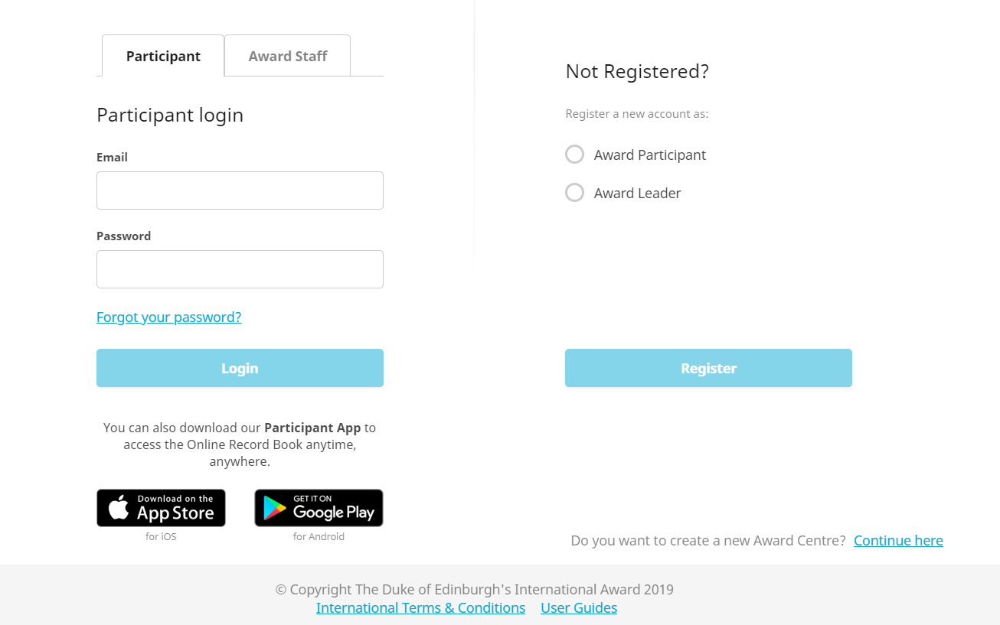 Participant
Award Staff
Participant login
Email
Password
Forgot your password?
Login
You can also download our Participant App to
access the Online Record Book anytime,
anywhere.
Download on the
App Store
for iOS
GET IT ON
Google Play
for Android
Not Registered?
Register a new account as:
Award Participant
Award Leader
Register
Do you want to create a new Award Centre? Continue here
© Copyright The Duke of Edinburgh's International Award 2019
International Terms & Conditions User Guides